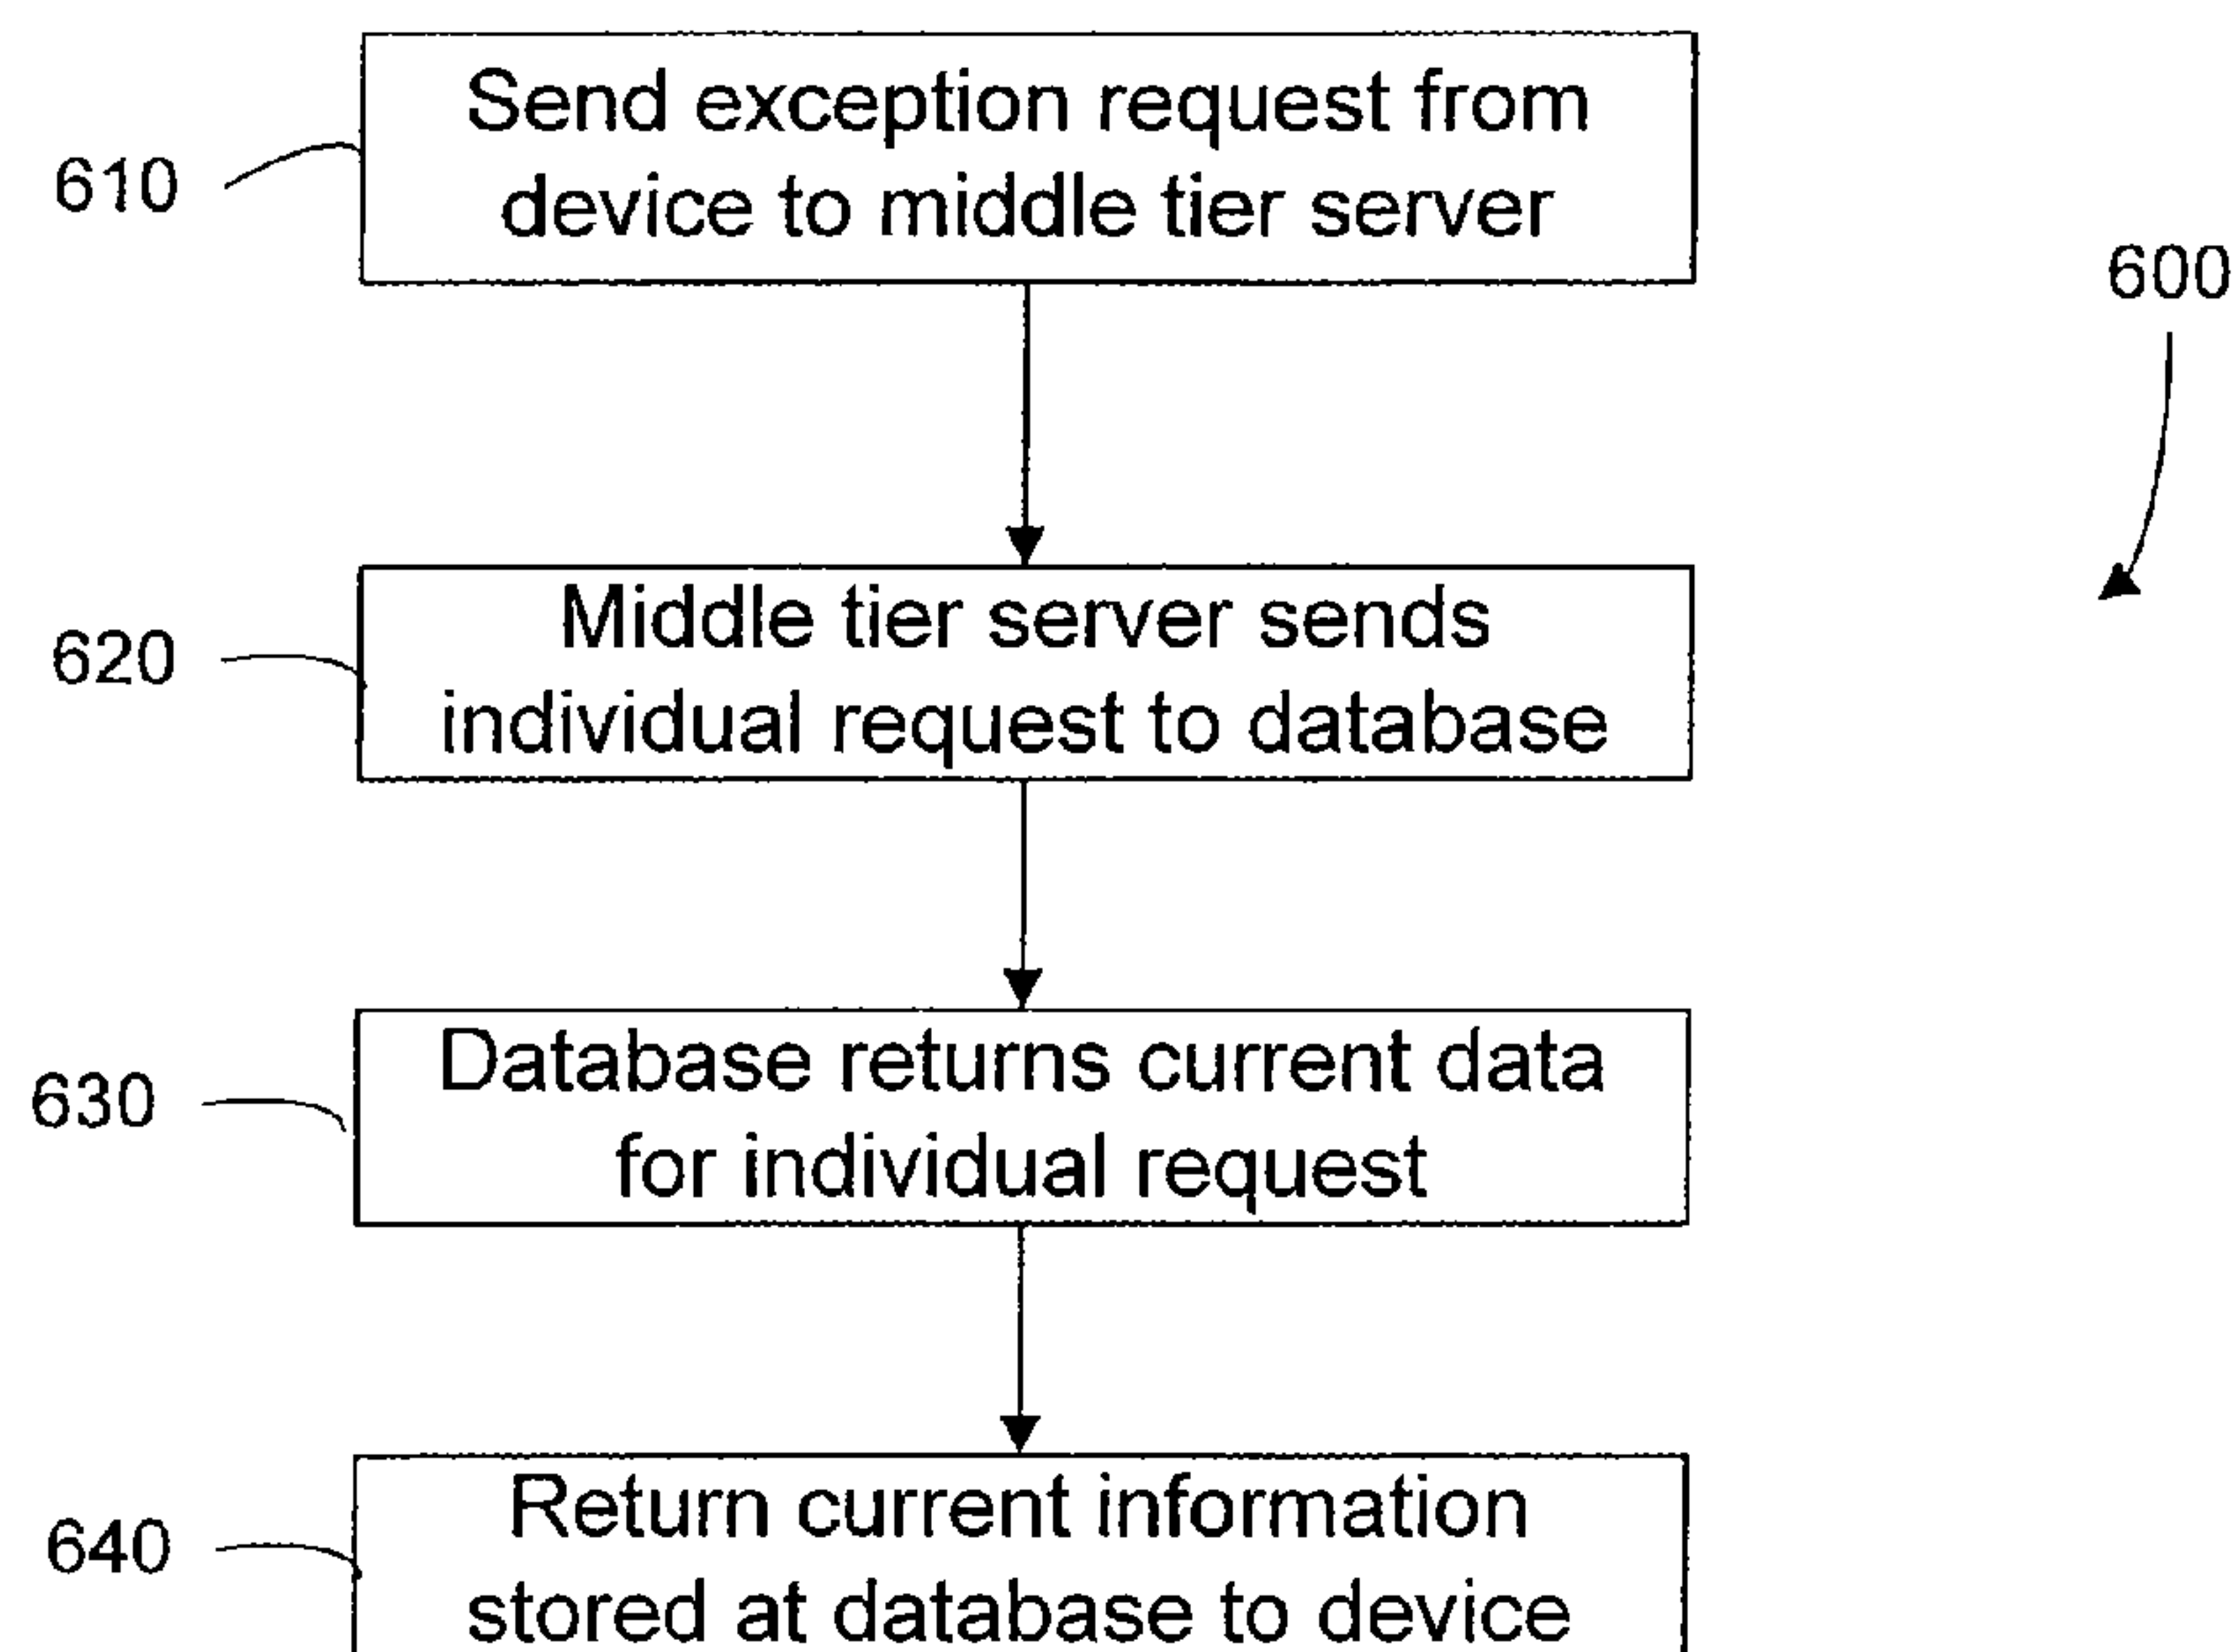 Send exception request from
device to middle tier server
610
600
Middle tier server sends
individual request to database
620
Database returns current data
for individual request
630
Return current information
stored at database to device
640